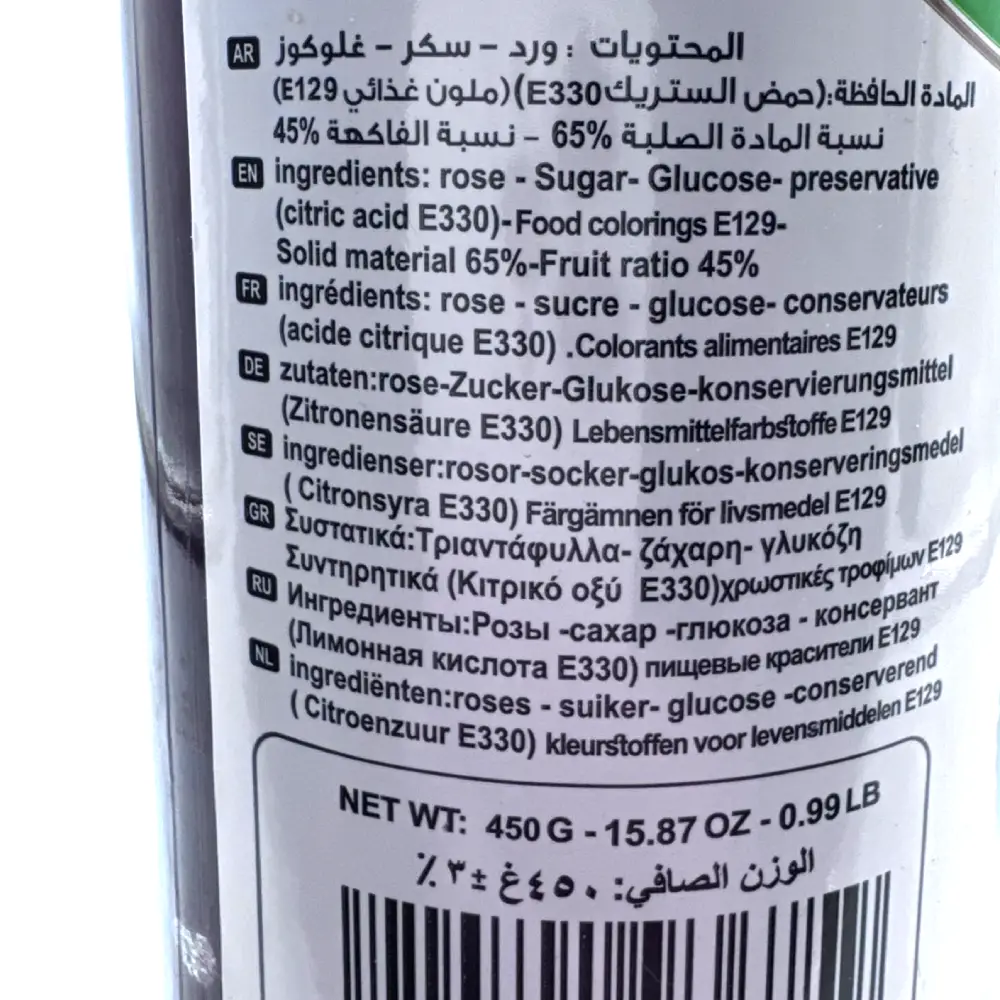 AR المحتويات : ورد - سكر - غلوكوز
المادة الحافظة:(حمض الستريكE330)(ملون غذائي E129)
نسبة المادة الصلبة 65% - نسبة الفاكهة 45%
EN ingredients: rose - Sugar- Glucose- preservative
(citric acid E330)-Food colorings E129-
Solid material 65%-Fruit ratio 45%
FR ingrédients: rose - sucre - glucose- conservateurs
(acide citrique E330) .Colorants alimentaires E129
DE zutaten:rose-Zucker-Glukose-konservierungsmittel
(Zitronensäure E330) Lebensmittelfarbstoffe E129
SE ingredienser:rosor-socker-glukos-konserveringsmedel
( Citronsyra E330) Färgämnen för livsmedel E129
GR Συστατικά:Τριαντάφυλλα- ζάχαρη- γλυκόζη
Συντηρητικά (Κιτρικό οξύ E330)χρωστικές τροφίμων E129
RU Ингредиенты:Розы -сахар -глюкоза - консервант
(Лимонная кислота E330) пищевые красители E129
NL ingrediënten:roses - suiker- glucose -conserverend
( Citroenzuur E330) kleurstoffen voor levensmiddelen E129
NET WT: 450 G - 15.87 OZ - 0.99 LB
الوزن الصافي: ٤٥٠غ ± ٣ ٪